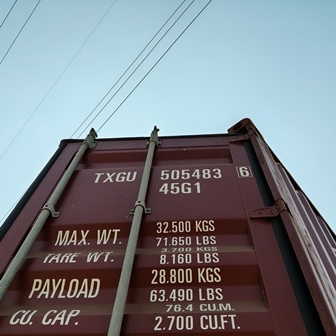 TXGU 505483 6
45G1
MAX. WT. 32.500 KGS
71.650 LBS
TARE WT. 3.700 KGS
8.160 LBS
PAYLOAD 28.800 KGS
63.490 LBS
CU. CAP. 76.4 CU.M.
2.700 CU.FT.